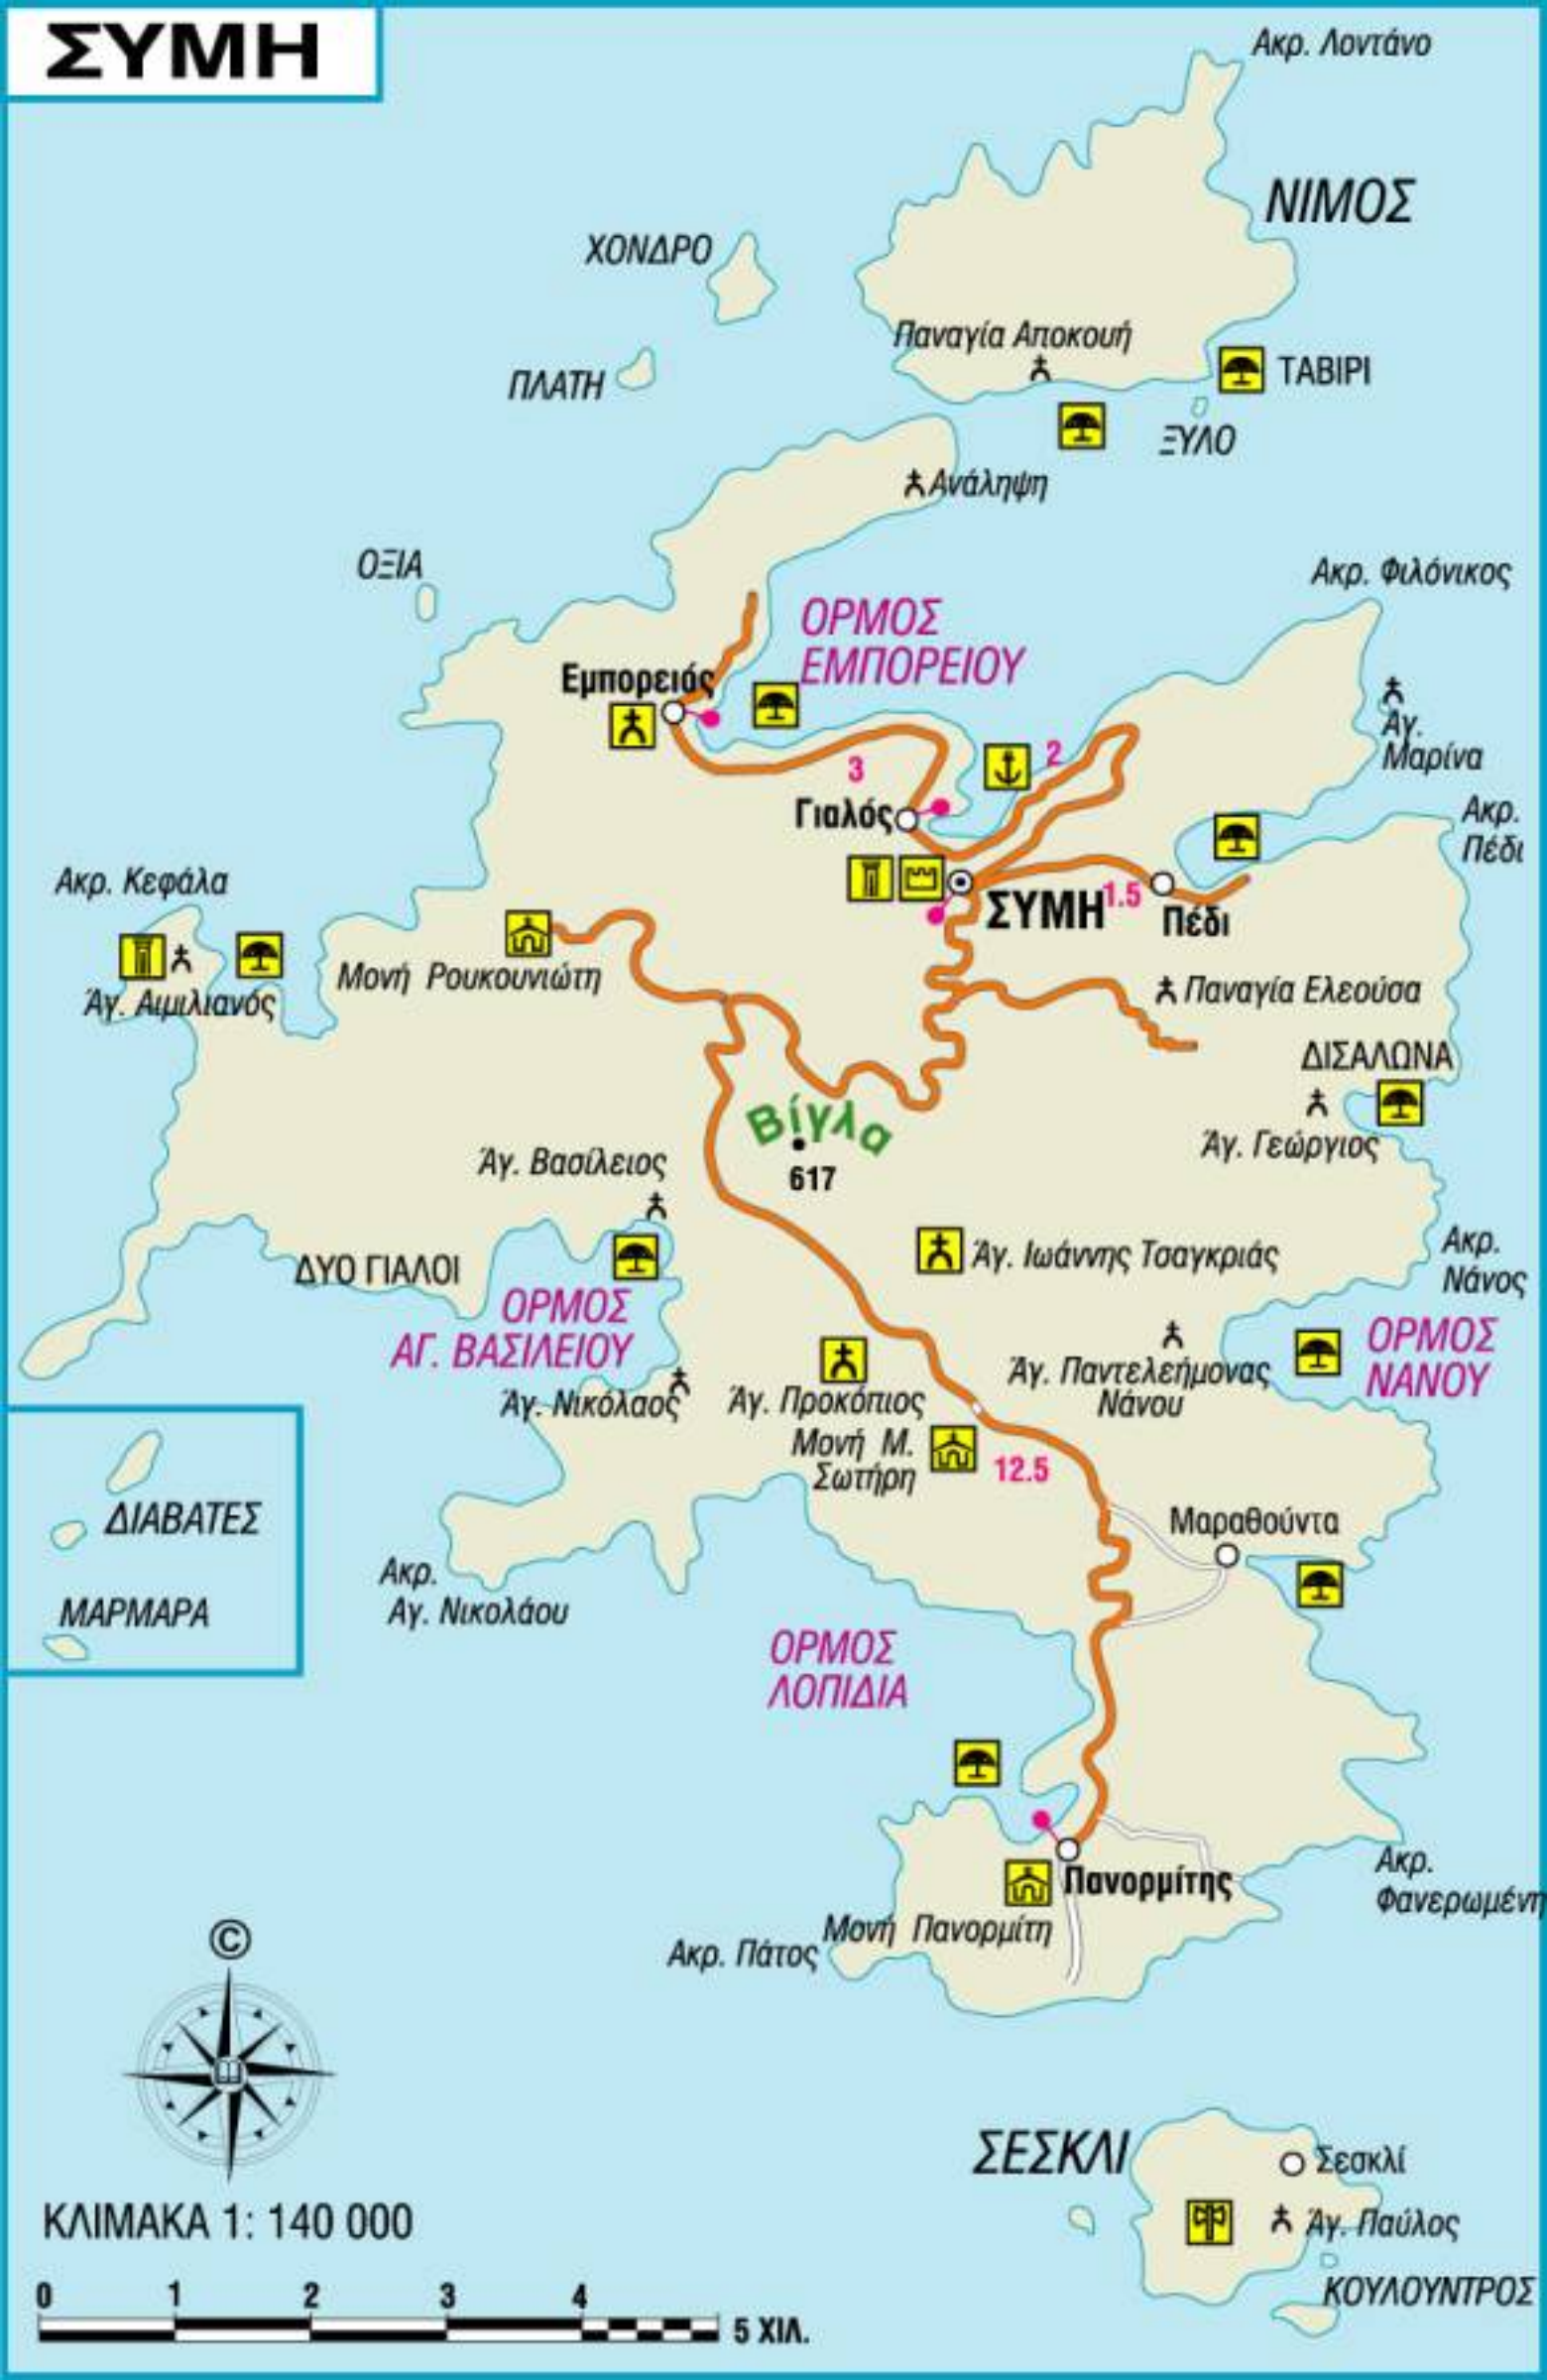 ΣΥΜΗ
Ακρ. Λοντάνο
ΝΙΜΟΣ
ΧΟΝΔΡΟ
Παναγία Αποκουή
ΠΛΑΤΗ
ΤΑΒΙΡΙ
ΞΥΛΟ
Ανάληψη
ΟΞΙΑ
Ακρ. Φιλόνικος
ΟΡΜΟΣ
ΕΜΠΟΡΕΙΟΥ
Εμπορειός
Άγ.
Μαρίνα
2
3
Γιαλός
Ακρ.
Πέδι
Ακρ. Κεφάλα
ΣΥΜΗ
1.5
Πέδι
Μονή Ρουκουνιώτη
Άγ. Αιμιλιανός
Παναγία Ελεούσα
ΔΙΣΑΛΩΝΑ
Βίγλα
617
Άγ. Γεώργιος
Άγ. Βασίλειος
ΔΥΟ ΓΙΑΛΟΙ
Άγ. Ιωάννης Τσαγκριάς
Ακρ.
Νάνος
ΟΡΜΟΣ
ΑΓ. ΒΑΣΙΛΕΙΟΥ
ΟΡΜΟΣ
ΝΑΝΟΥ
Άγ. Παντελεήμονας
Νάνου
Άγ. Νικόλαος
Άγ. Προκόπιος
Μονή Μ.
Σωτήρη
12.5
ΔΙΑΒΑΤΕΣ
ΜΑΡΜΑΡΑ
Μαραθούντα
Ακρ.
Αγ. Νικολάου
ΟΡΜΟΣ
ΛΟΠΙΔΙΑ
Πανορμίτης
Ακρ.
Φανερωμένη
Μονή Πανορμίτη
Ακρ. Πάτος
©
ΣΕΣΚΛΙ
Σεσκλί
Άγ. Παύλος
ΚΟΥΛΟΥΝΤΡΟΣ
ΚΛΙΜΑΚΑ 1: 140 000
0 1 2 3 4
5 ΧΙΛ.